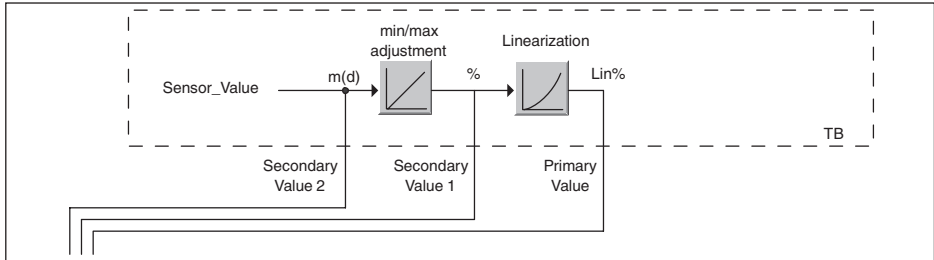 min/max
adjustment
Linearization
Sensor_Value
m(d)
%
Lin%
TB
Secondary
Value 2
Secondary
Value 1
Primary
Value